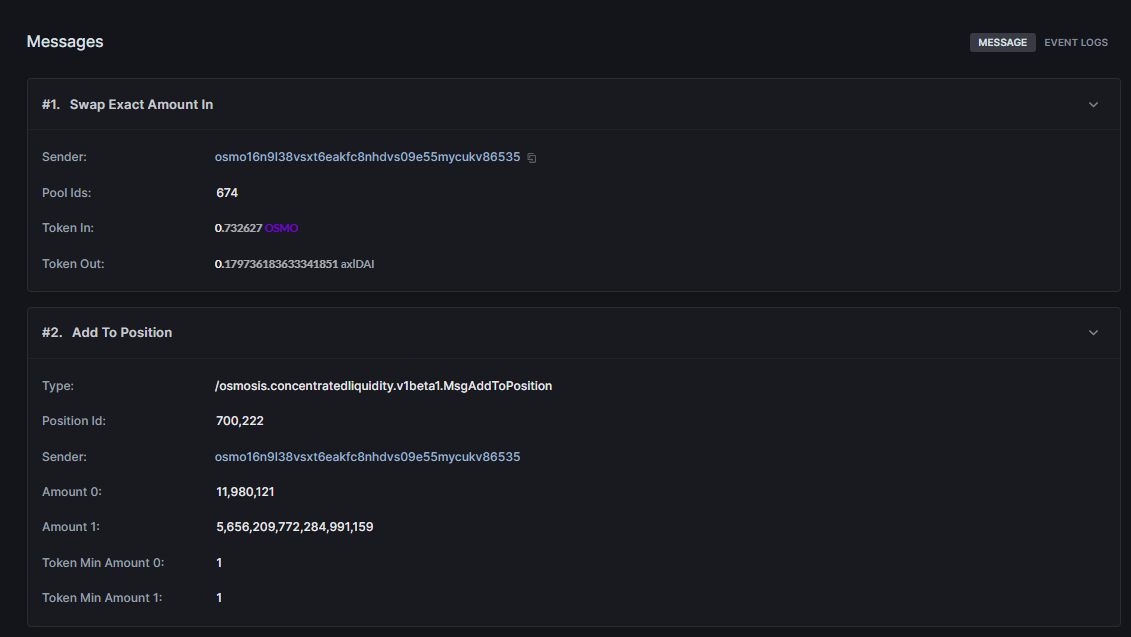 Messages
MESSAGE EVENT LOGS
#1. Swap Exact Amount In
Sender: osmo16n9l38vsxt6eakfc8nhdvs09e55mycukv86535
Pool Ids: 674
Token In: 0.732627 OSMO
Token Out: 0.179736183633341851 axlDAI
#2. Add To Position
Type: /osmosis.concentratedliquidity.v1beta1.MsgAddToPosition
Position Id: 700,222
Sender: osmo16n9l38vsxt6eakfc8nhdvs09e55mycukv86535
Amount 0: 11,980,121
Amount 1: 5,656,209,772,284,991,159
Token Min Amount 0: 1
Token Min Amount 1: 1